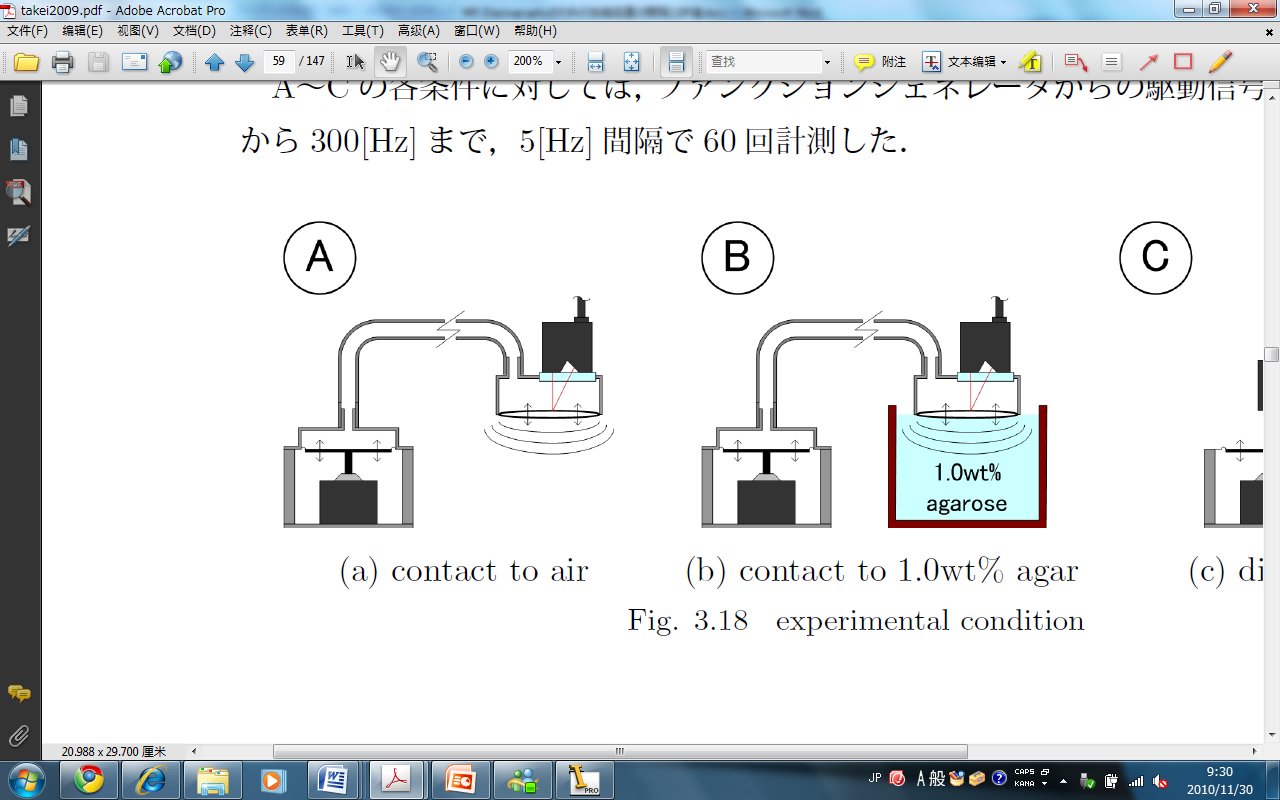 takei2009.pdf - Adobe Acrobat Pro
文件(F) 编辑(E) 视图(V) 文档(D) 注释(C) 表单(R) 工具(T) 高级(A) 窗口(W) 帮助(H)
59 / 147 200% 查找 附注 文本编辑
A～C の各条件に対しては，ファンクションジェネレータからの駆動信号
から 300[Hz] まで，5[Hz] 間隔で 60 回計測した．
A B C
1.0wt%
agarose
(a) contact to air (b) contact to 1.0wt% agar (c) di
Fig. 3.18 experimental condition
20.988 x 29.700 厘米
JP A 般 CAPS KANA 9:30
PRO 2010/11/30